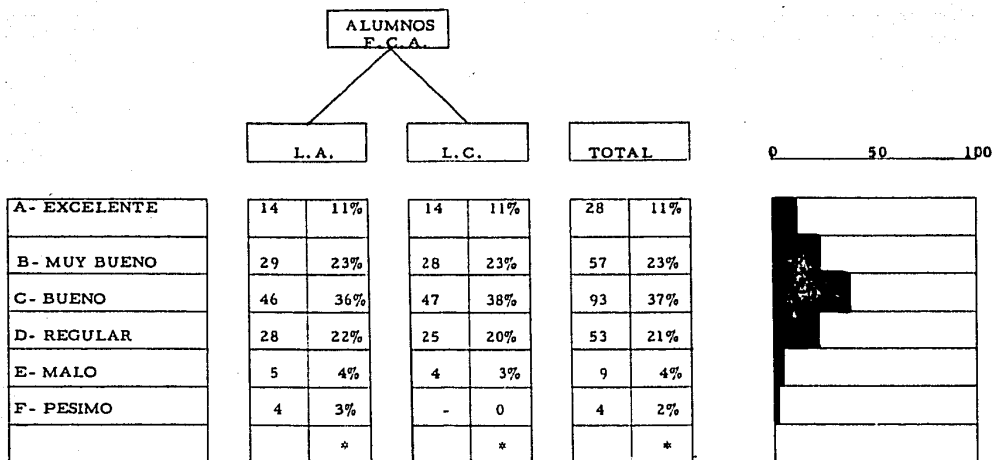 ALUMNOS
F.C.A.
L.A. L.C. TOTAL 0 50 100
A- EXCELENTE 14 11% 14 11% 28 11%
B- MUY BUENO 29 23% 28 23% 57 23%
C- BUENO 46 36% 47 38% 93 37%
D- REGULAR 28 22% 25 20% 53 21%
E- MALO 5 4% 4 3% 9 4%
F- PESIMO 4 3% - 0 4 2%
* * *